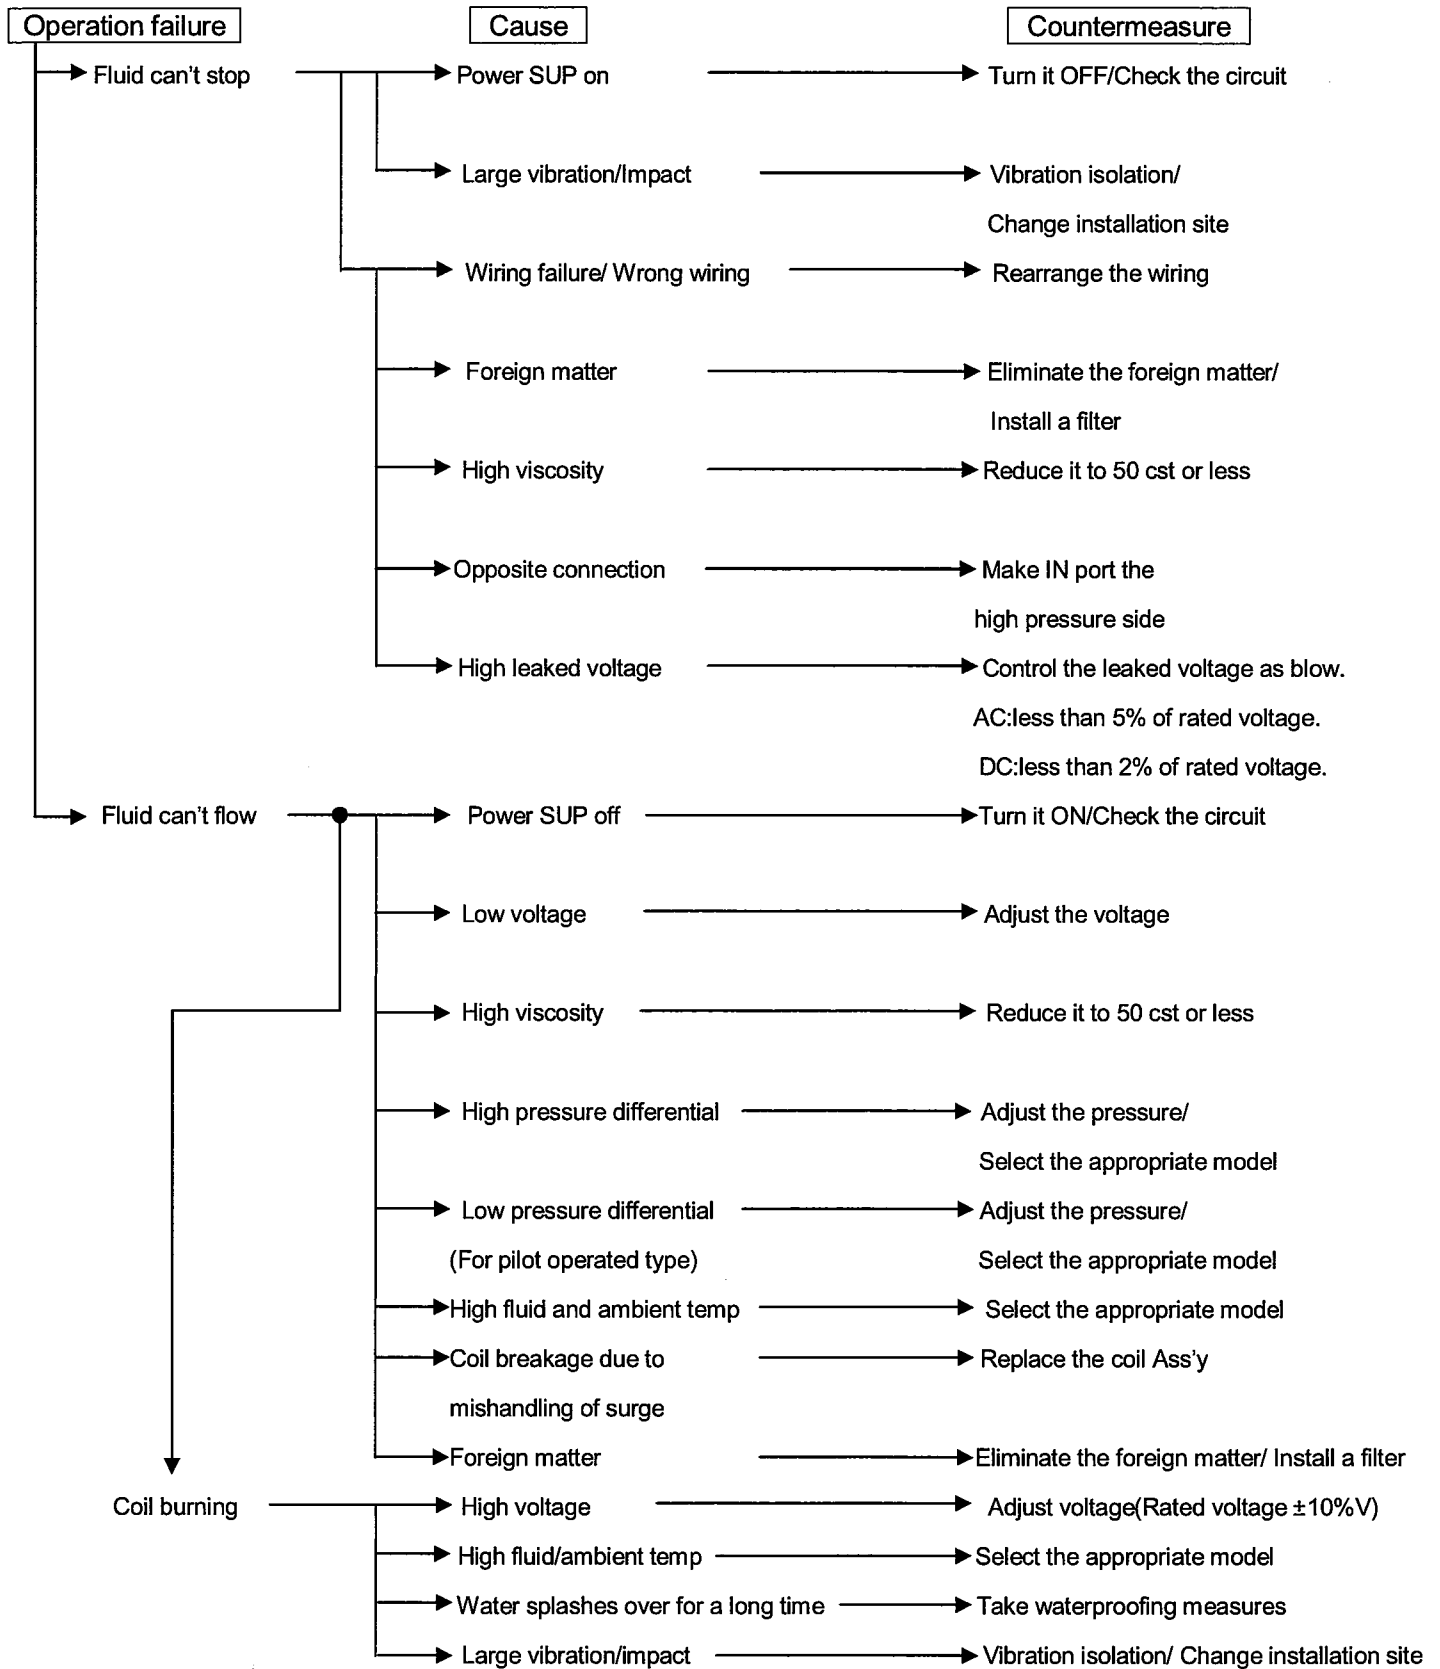 Operation failure Cause Countermeasure
Fluid can't stop Power SUP on Turn it OFF/Check the circuit
Large vibration/Impact Vibration isolation/
Change installation site
Wiring failure/ Wrong wiring Rearrange the wiring
Foreign matter Eliminate the foreign matter/
Install a filter
High viscosity Reduce it to 50 cst or less
Opposite connection Make IN port the
high pressure side
High leaked voltage Control the leaked voltage as blow.
AC:less than 5% of rated voltage.
DC:less than 2% of rated voltage.
Fluid can't flow Power SUP off Turn it ON/Check the circuit
Low voltage Adjust the voltage
High viscosity Reduce it to 50 cst or less
High pressure differential Adjust the pressure/
Select the appropriate model
Low pressure differential Adjust the pressure/
(For pilot operated type) Select the appropriate model
High fluid and ambient temp Select the appropriate model
Coil breakage due to Replace the coil Ass'y
mishandling of surge
Foreign matter Eliminate the foreign matter/ Install a filter
Coil burning High voltage Adjust voltage(Rated voltage ±10%V)
High fluid/ambient temp Select the appropriate model
Water splashes over for a long time Take waterproofing measures
Large vibration/impact Vibration isolation/ Change installation site